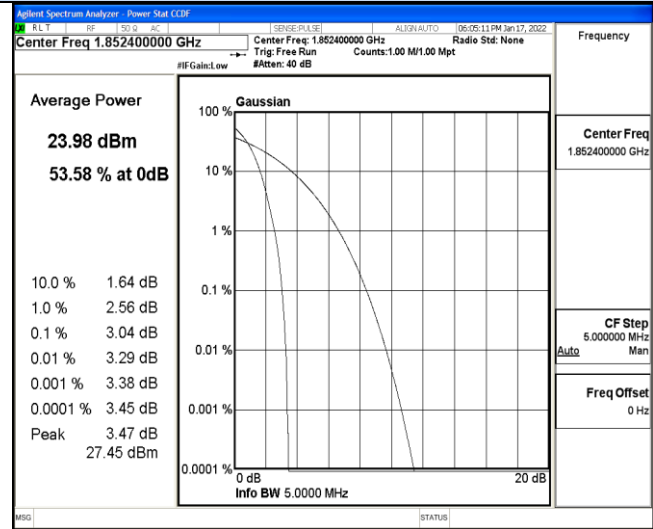 Agilent Spectrum Analyzer - Power Stat CCDF
RLT RF 50 Ω AC SENSE:PULSE ALIGN AUTO 06:05:11 PM Jan 17, 2022
Center Freq 1.852400000 GHz
Center Freq: 1.852400000 GHz Radio Std: None
Trig: Free Run Counts:1.00 M/1.00 Mpt
#IFGain:Low #Atten: 40 dB
Frequency
Average Power
23.98 dBm
53.58 % at 0dB
10.0 % 1.64 dB
1.0 % 2.56 dB
0.1 % 3.04 dB
0.01 % 3.29 dB
0.001 % 3.38 dB
0.0001 % 3.45 dB
Peak 3.47 dB
27.45 dBm
Gaussian
100 %
10 %
1 %
0.1 %
0.01 %
0.001 %
0.0001 %
0 dB 20 dB
Info BW 5.0000 MHz
Center Freq
1.852400000 GHz
CF Step
5.000000 MHz
Auto Man
Freq Offset
0 Hz
MSG STATUS